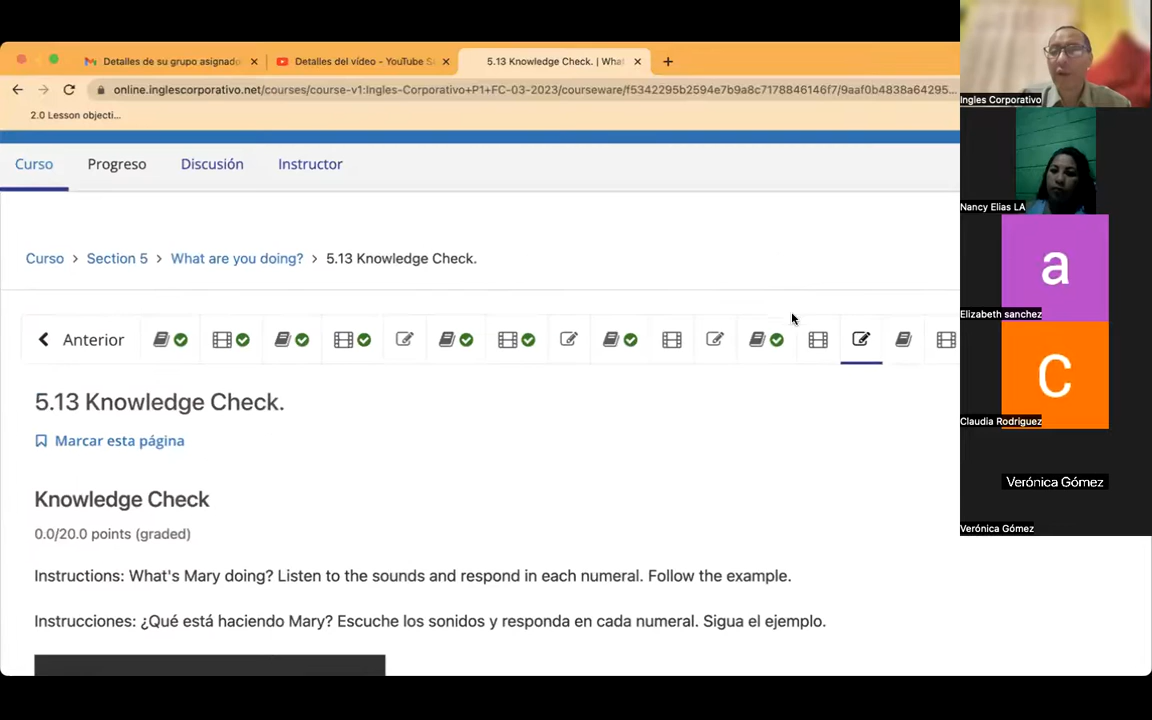 Detalles de su grupo asignado
Detalles del vídeo - YouTube S
5.13 Knowledge Check. | What
online.inglescorporativo.net/courses/course-v1:Ingles-Corporativo+P1+FC-03-2023/courseware/f5342295b2594e7b9a8c7178846146f7/9aaf0b4838a64295...
2.0 Lesson objecti...
Curso
Progreso
Discusión
Instructor
Curso > Section 5 > What are you doing? > 5.13 Knowledge Check.
Anterior
5.13 Knowledge Check.
Marcar esta página
Knowledge Check
0.0/20.0 points (graded)
Instructions: What's Mary doing? Listen to the sounds and respond in each numeral. Follow the example.
Instrucciones: ¿Qué está haciendo Mary? Escuche los sonidos y responda en cada numeral. Sigua el ejemplo.
Ingles Corporativo
Nancy Elias LA
a
Elizabeth sanchez
C
Claudia Rodriguez
Verónica Gómez
Verónica Gómez